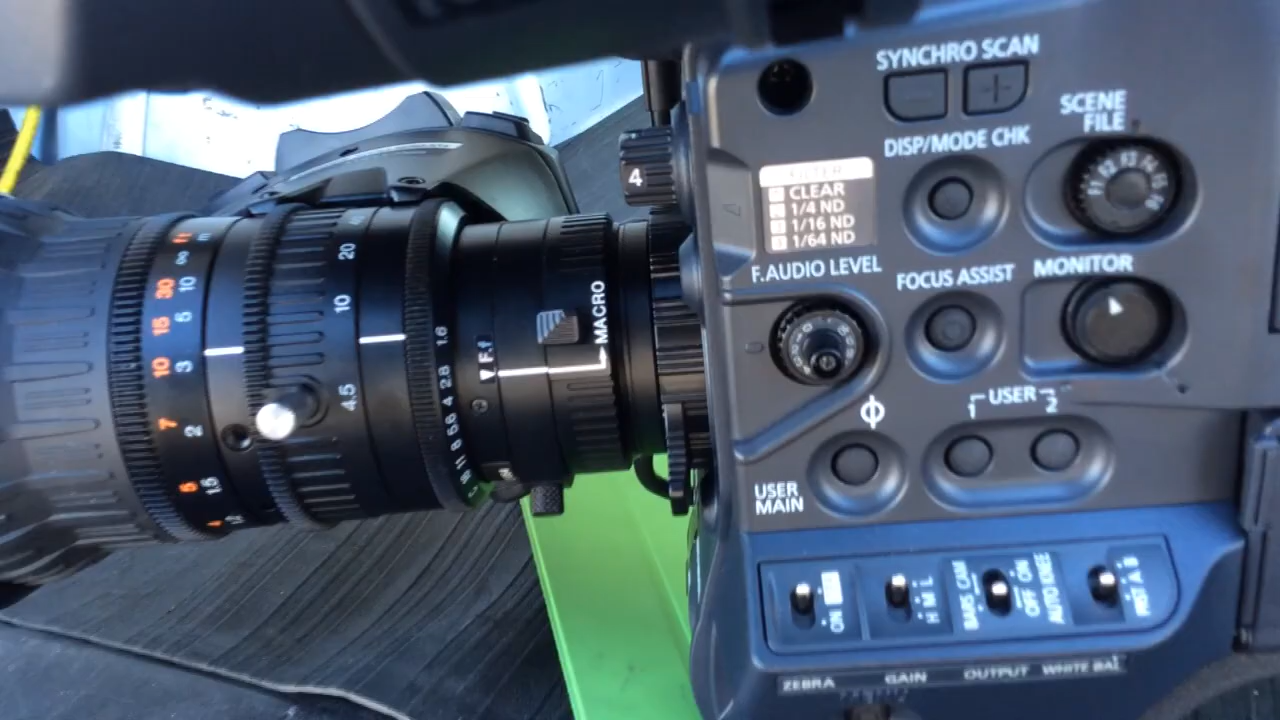 SYNCHRO SCAN
SCENE
FILE
DISP/MODE CHK
4
FILTER
CLEAR
1/4 ND
1/16 ND
1/64 ND
F.AUDIO LEVEL
FOCUS ASSIST
MONITOR
USER
1 2
USER
MAIN
MACRO
F.f
20
10
4.5
1.6
2.8
4
5.6
8
11
∞
30 10
15 5
10 3
7 2
5 1.5
4
ON
H M L
BARS CAM
OFF ON
AUTO KNEE
PRST A B
ZEBRA
GAIN
OUTPUT
WHITE BAL